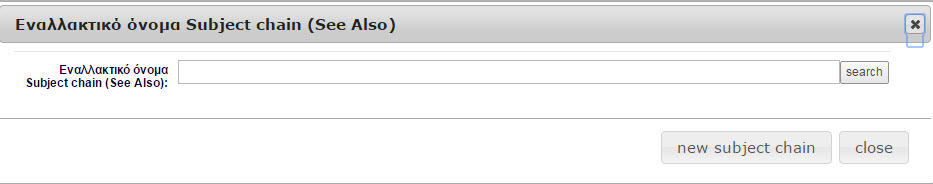 Εναλλακτικό όνομα Subject chain (See Also)
Εναλλακτικό όνομα
Subject chain (See Also):
search
new subject chain
close